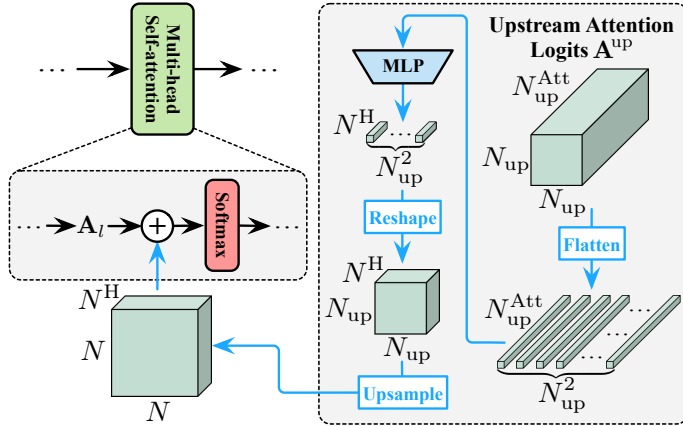 Multi-head
Self-attention
... ...
... A_l + Softmax ...
N^H
N
N
Upstream Attention
Logits A^up
N_up^Att
N_up
N_up
Flatten
N_up^Att
... ...
N_up^2
MLP
N^H ...
N_up^2
Reshape
N^H
N_up
N_up
Upsample